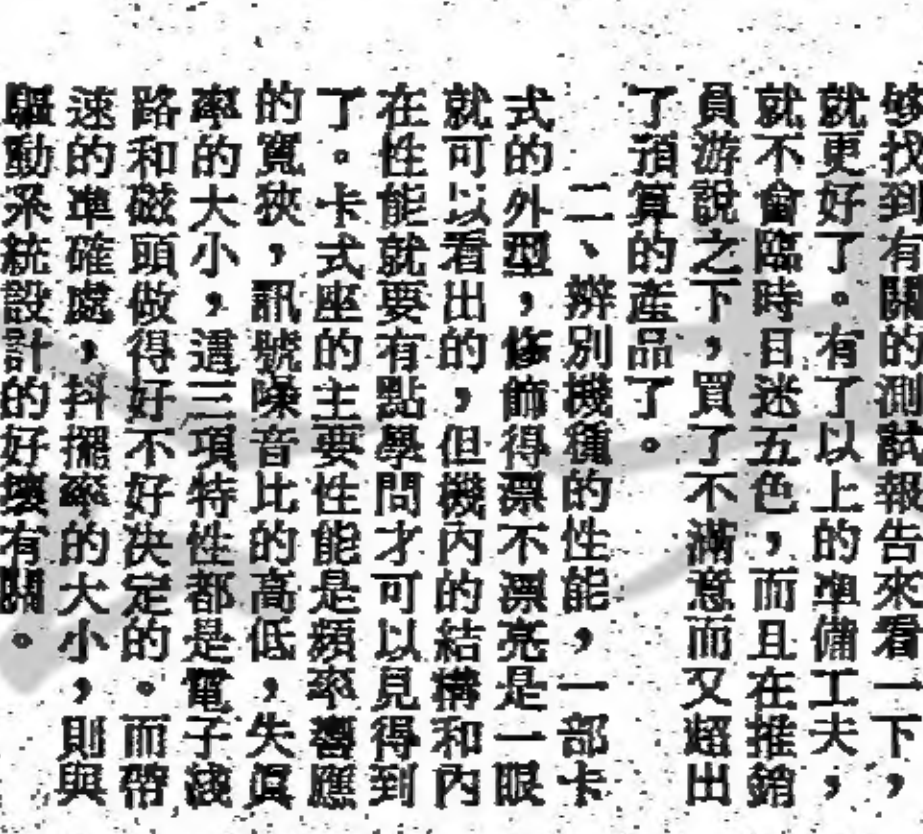 够找到有關的測試報告來看一下，
就更好了。有了以上的準備工夫，
就不會臨時目迷五色，而且在推銷
員游說之下，買了不滿意而又超出
了預算的產品了。
二、辨別機種的性能，一部卡
式的外型，修飾得漂不漂亮是一眼
就可以看出的，但機內的結構和內
在性能就要有點學問才可以見得到
了。卡式座的主要性能是頻率響應
的寬狹，訊號噪音比的高低，失眞
率的大小，這三項特性都是電子綫
路和磁頭做得好不好決定的。而帶
速的準確處，抖擺率的大小，則與
驅動系統設計的好壞有關。